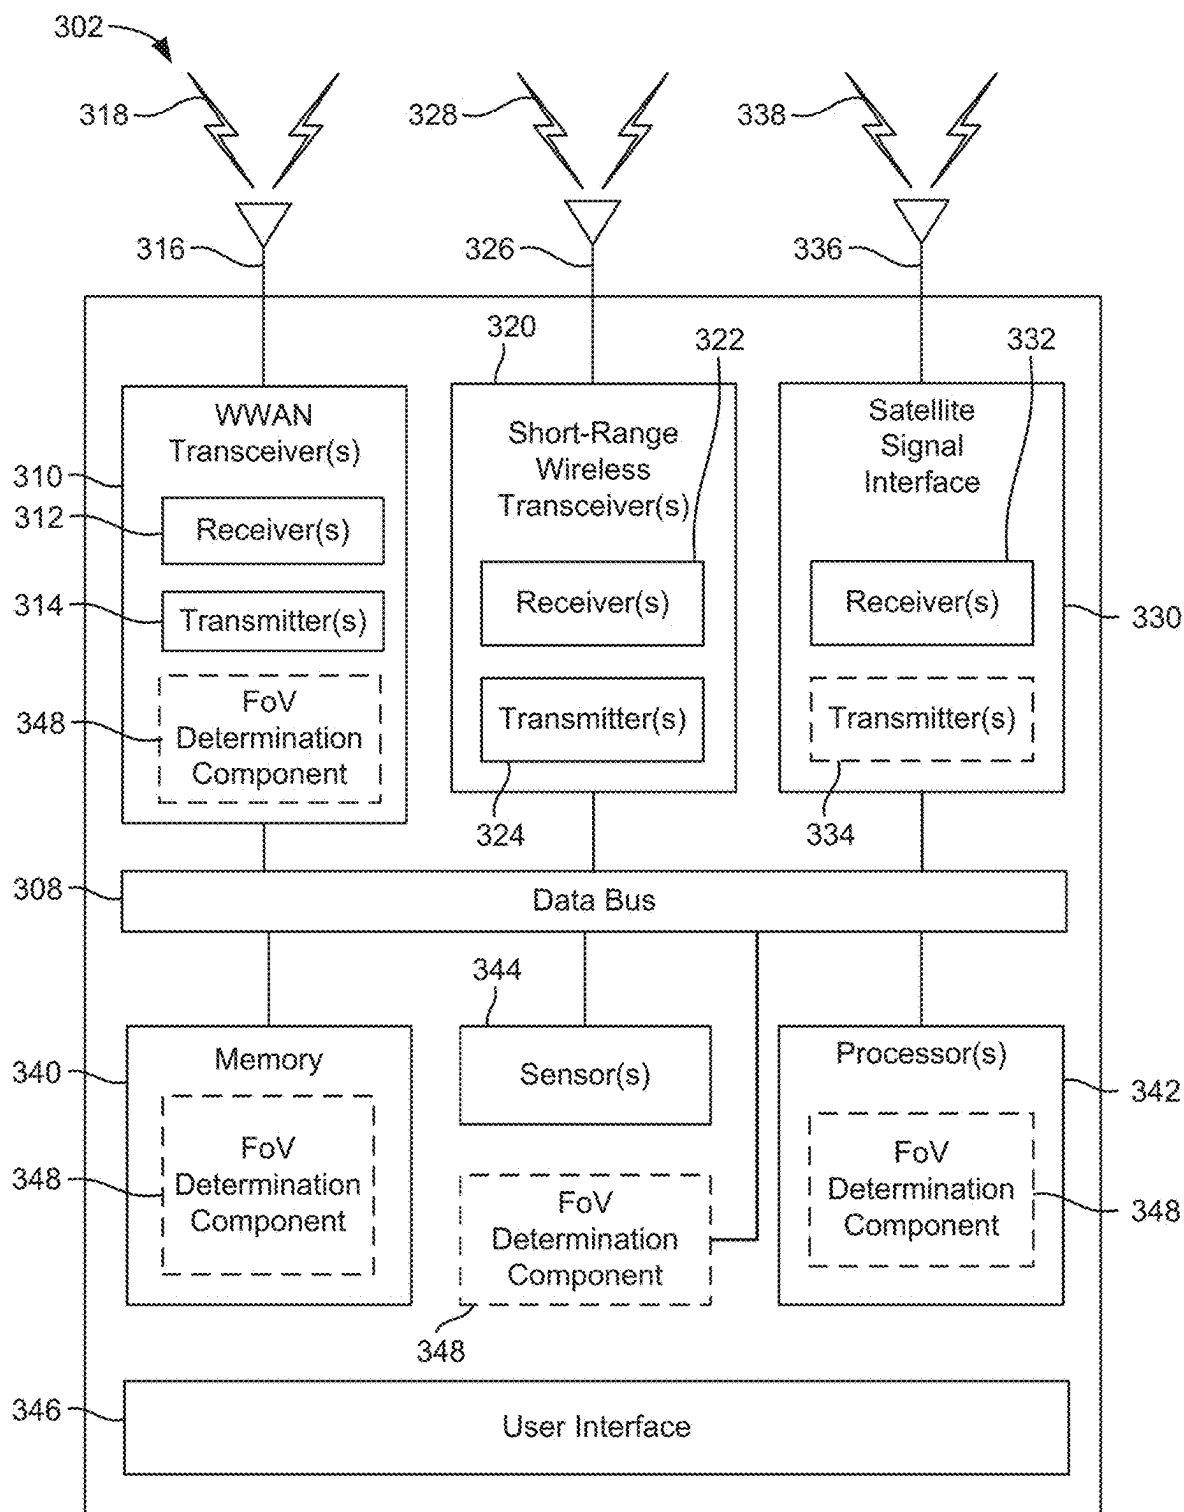 302
318
328
338
316
326
336
320
322
332
WWAN
Transceiver(s)
Short-Range
Wireless
Transceiver(s)
Satellite
Signal
Interface
310
312
Receiver(s)
Receiver(s)
Receiver(s)
314
Transmitter(s)
330
348
FoV
Determination
Component
Transmitter(s)
Transmitter(s)
324
334
308
Data Bus
344
340
Memory
Sensor(s)
Processor(s)
342
348
FoV
Determination
Component
FoV
Determination
Component
348
FoV
Determination
Component
348
346
User Interface